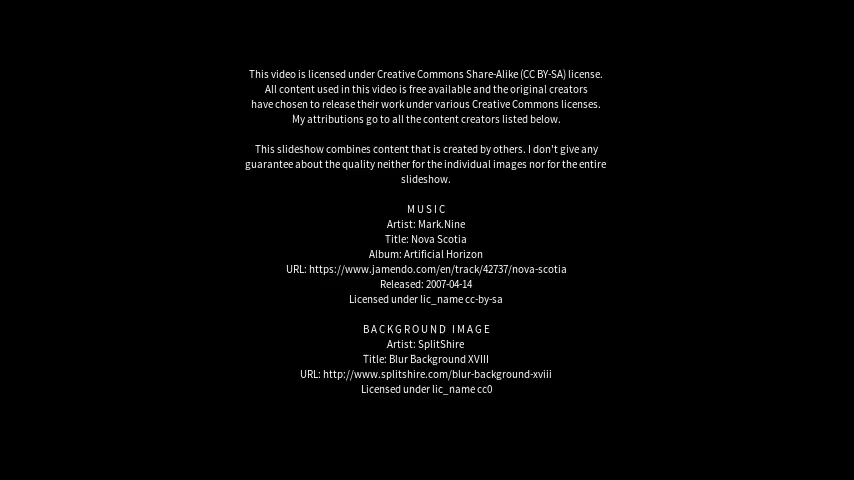 This video is licensed under Creative Commons Share-Alike (CC BY-SA) license.
All content used in this video is free available and the original creators
have chosen to release their work under various Creative Commons licenses.
My attributions go to all the content creators listed below.
This slideshow combines content that is created by others. I don't give any
guarantee about the quality neither for the individual images nor for the entire
slideshow.
MUSIC
Artist: Mark.Nine
Title: Nova Scotia
Album: Artificial Horizon
URL: https://www.jamendo.com/en/track/42737/nova-scotia
Released: 2007-04-14
Licensed under lic_name cc-by-sa
BACKGROUND IMAGE
Artist: SplitShire
Title: Blur Background XVIII
URL: http://www.splitshire.com/blur-background-xviii
Licensed under lic_name cc0